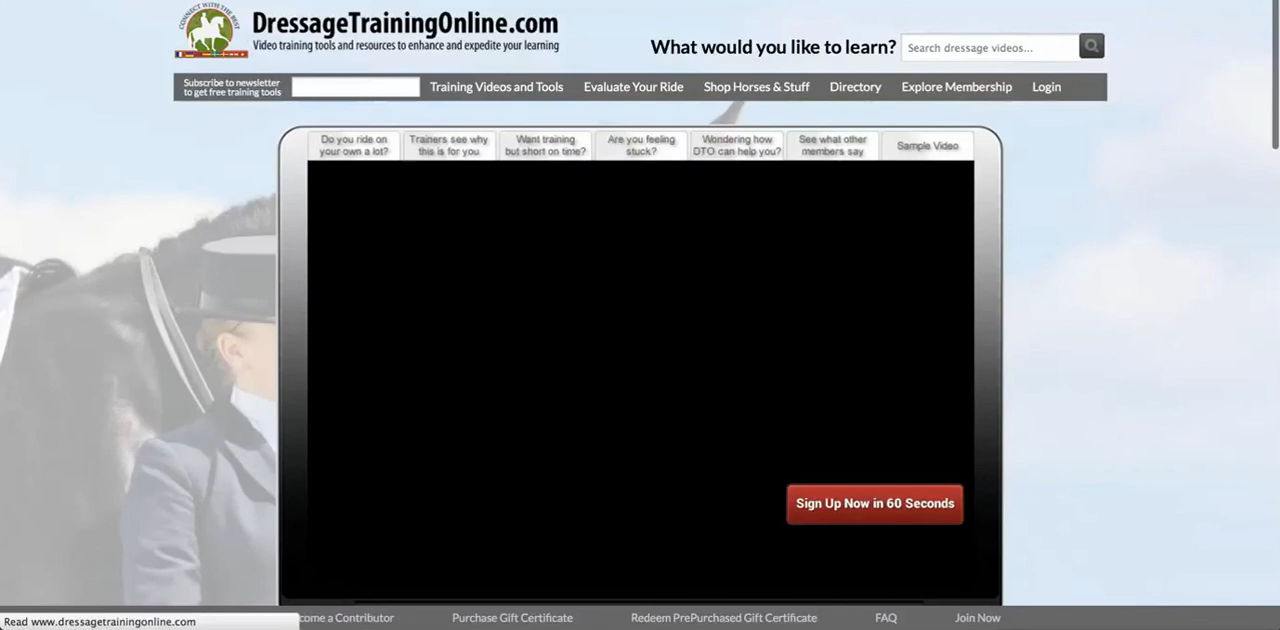 CONNECT WITH THE BEST
DressageTrainingOnline.com
Video training tools and resources to enhance and expedite your learning
What would you like to learn?
Search dressage videos...
Subscribe to newsletter
to get free training tools
Training Videos and Tools
Evaluate Your Ride
Shop Horses & Stuff
Directory
Explore Membership
Login
Do you ride on
your own a lot?
Trainers see why
this is for you
Want training
but short on time?
Are you feeling
stuck?
Wondering how
DTO can help you?
See what other
members say
Sample Video
Sign Up Now in 60 Seconds
Read www.dressagetrainingonline.com
come a Contributor
Purchase Gift Certificate
Redeem PrePurchased Gift Certificate
FAQ
Join Now